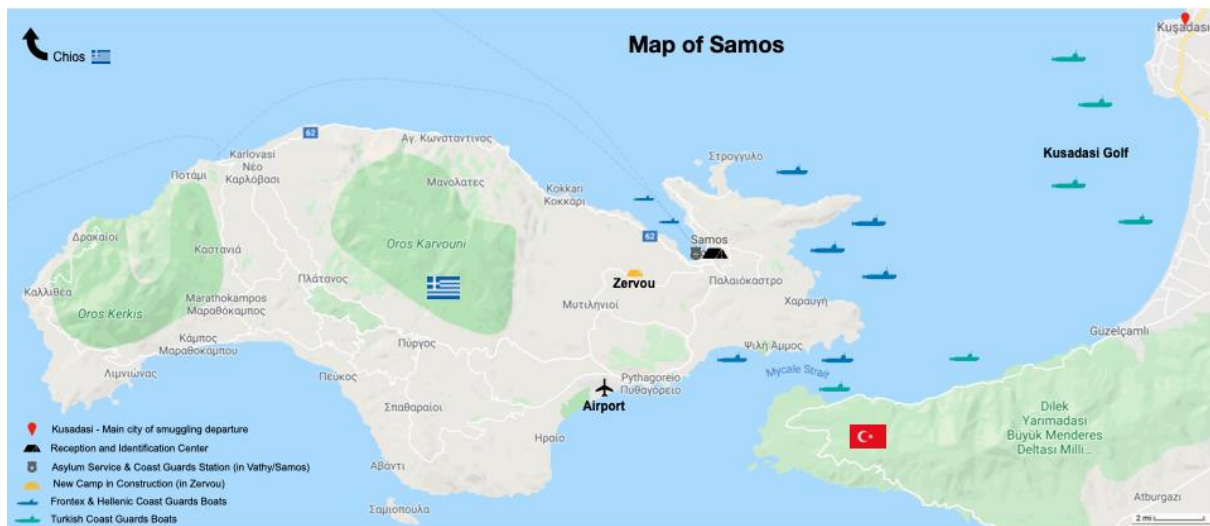 Map of Samos
Chios
Kuşadası
Kusadasi Golf
62
Αγ. Κωνσταντινος
Karlovasi
Νέο
Καρλόβασι
Ποτάμι
Μανολατες
Kokkari
Κοκκάρι
Στρογγυλο
62
Samos
Δρακαιοι
Καστανιά
Oros Karvouni
Παλαιόκαστρο
Πλάτανος
Zervou
Καλλιθέα
Marathokampos
Μαραθόκαμπος
Μυτιληνιοί
Χαραυγή
Oros Kerkis
Κάμπος
Μαραθοκάμπου
Πύργος
Ψιλή Άμμος
Güzelçamlı
Λιμνιώνας
Πεύκος
Mycale Strait
Pythagoreio
Πυθαγόρειο
Airport
Σπαθαραίοι
Ηραίο
Dilek
Yarımadası
Büyük Menderes
Deltası Milli...
Αβάντι
Σαμιοπούλα
Atburgazı
2 mi
Kusadasi - Main city of smuggling departure
Reception and Identification Center
Asylum Service & Coast Guards Station (in Vathy/Samos)
New Camp in Construction (in Zervou)
Frontex & Hellenic Coast Guards Boats
Turkish Coast Guards Boats